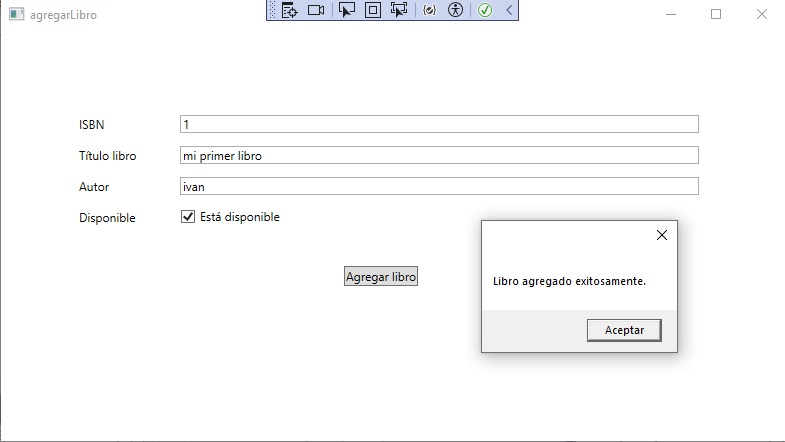 agregarLibro
ISBN 1
Título libro mi primer libro
Autor ivan
Disponible Está disponible
Agregar libro
Libro agregado exitosamente.
Aceptar